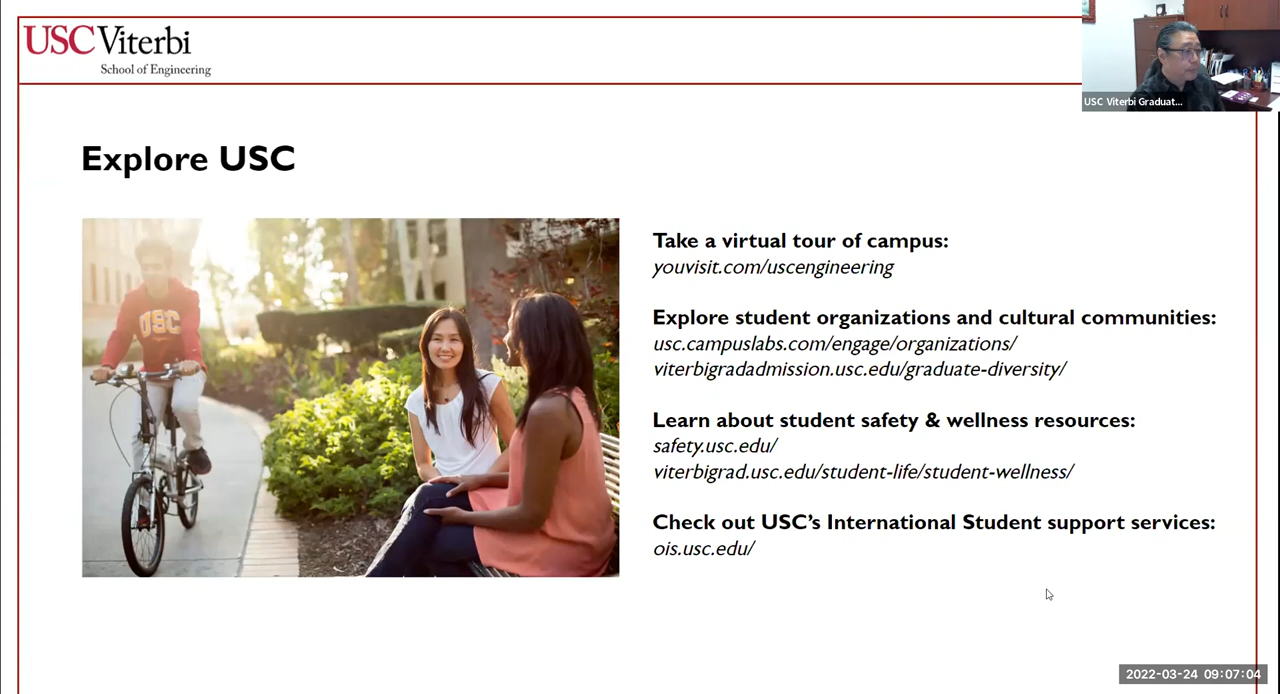 USC Viterbi
School of Engineering
USC Viterbi Graduat...
Explore USC
USC
Take a virtual tour of campus:
youvisit.com/uscengineering
Explore student organizations and cultural communities:
usc.campuslabs.com/engage/organizations/
viterbigradadmission.usc.edu/graduate-diversity/
Learn about student safety & wellness resources:
safety.usc.edu/
viterbigrad.usc.edu/student-life/student-wellness/
Check out USC’s International Student support services:
ois.usc.edu/
2022-03-24 09:07:04